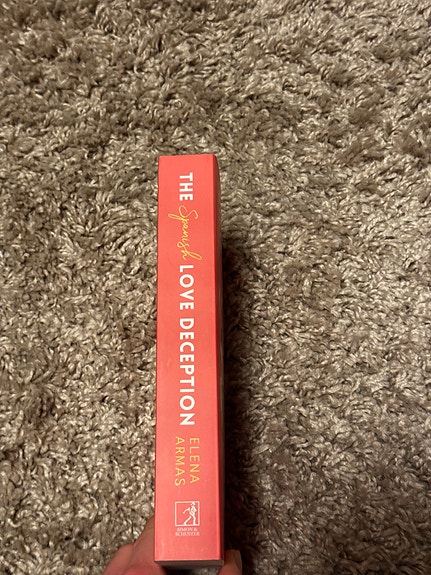 THE Spanish LOVE DECEPTION
ELENA
ARMAS
SIMON &
SCHUSTER